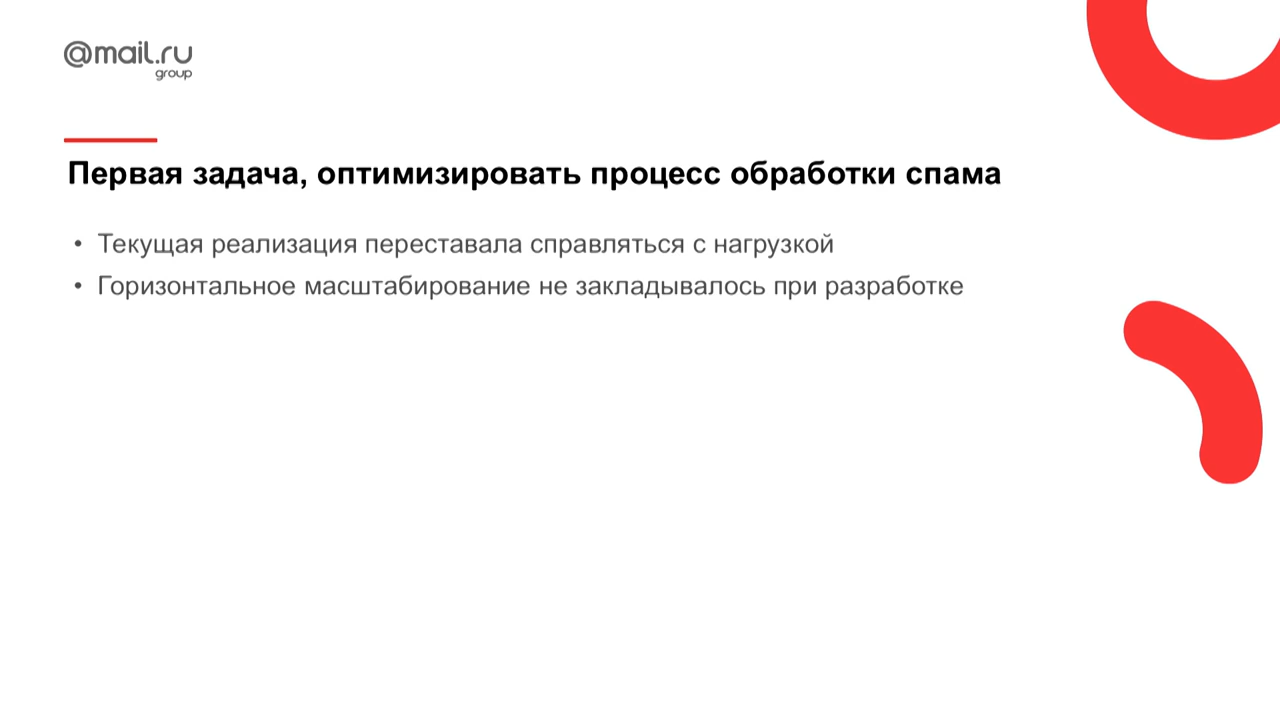 @mail.ru
group
Первая задача, оптимизировать процесс обработки спама
• Текущая реализация переставала справляться с нагрузкой
• Горизонтальное масштабирование не закладывалось при разработке